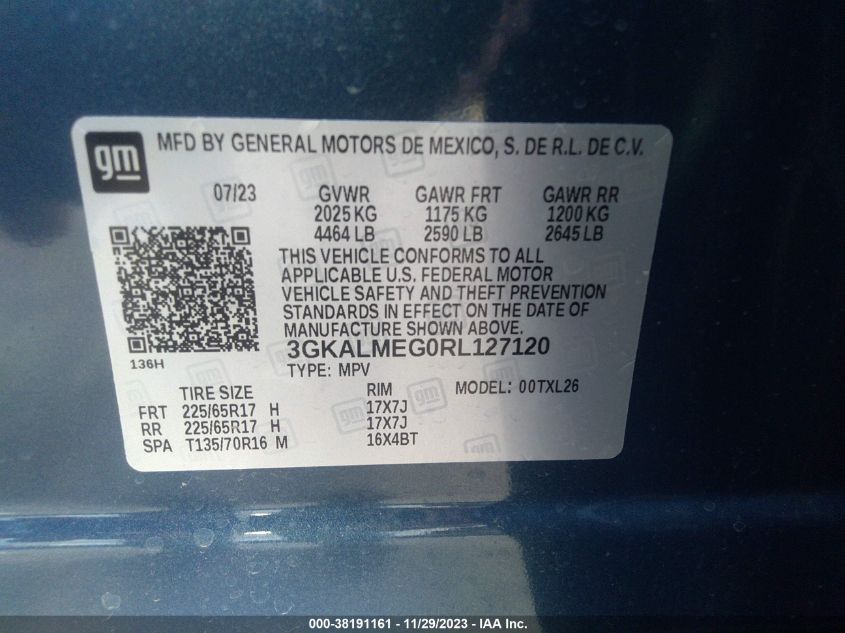 gm MFD BY GENERAL MOTORS DE MEXICO, S. DE R.L. DE C.V.
07/23 GVWR GAWR FRT GAWR RR
2025 KG 1175 KG 1200 KG
4464 LB 2590 LB 2645 LB
THIS VEHICLE CONFORMS TO ALL
APPLICABLE U.S. FEDERAL MOTOR
VEHICLE SAFETY AND THEFT PREVENTION
STANDARDS IN EFFECT ON THE DATE OF
MANUFACTURE SHOWN ABOVE.
3GKALMEG0RL127120
136H
TYPE: MPV
TIRE SIZE RIM MODEL: 00TXL26
FRT 225/65R17 H 17X7J
RR 225/65R17 H 17X7J
SPA T135/70R16 M 16X4BT
000-38191161 - 11/29/2023 - IAA Inc.